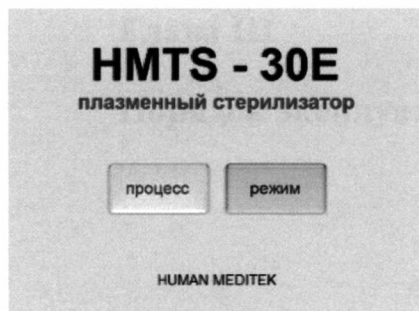 HMTS - 30E
плазменный стерилизатор
процесс
режим
HUMAN MEDITEK